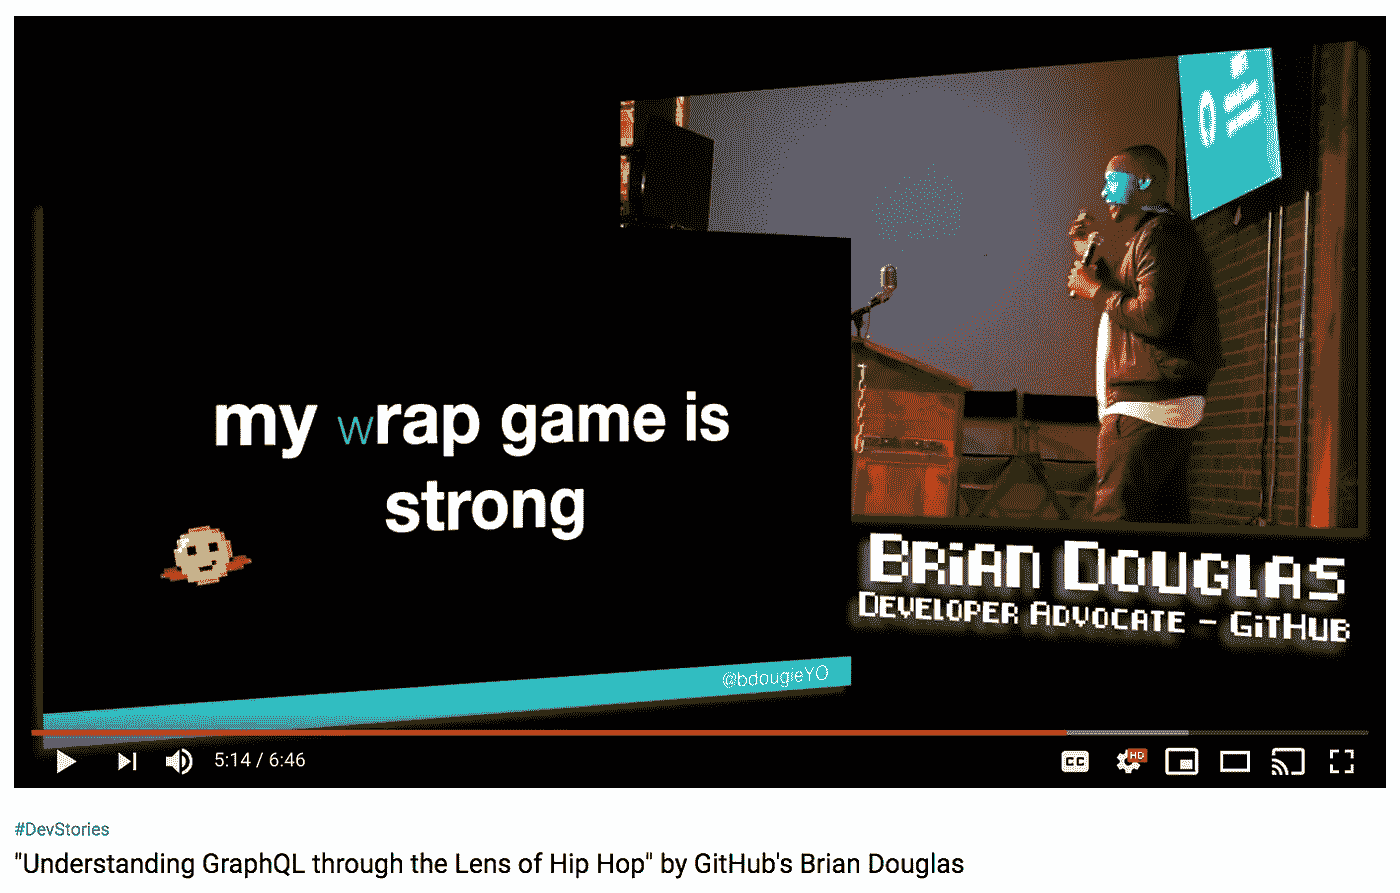 my wrap game is
strong
@bdougieYO
BRiAN DOUGLAS
DEVELOPER ADVOCATE - GiTHUB
5:14 / 6:46
CC
HD
#DevStories
"Understanding GraphQL through the Lens of Hip Hop" by GitHub's Brian Douglas